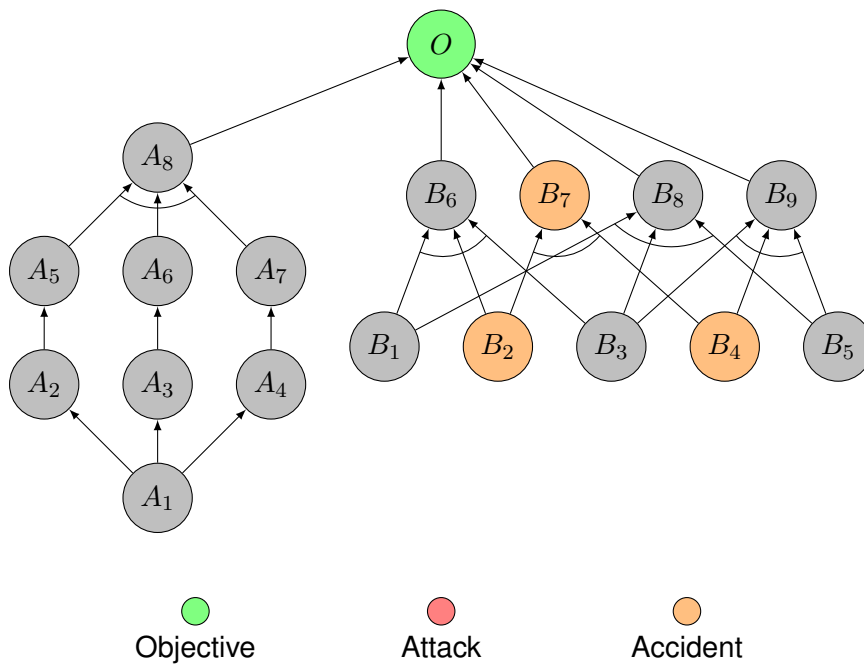 O
A8
B6 B7 B8 B9
A5 A6 A7
B1 B2 B3 B4 B5
A2 A3 A4
A1
Objective Attack Accident